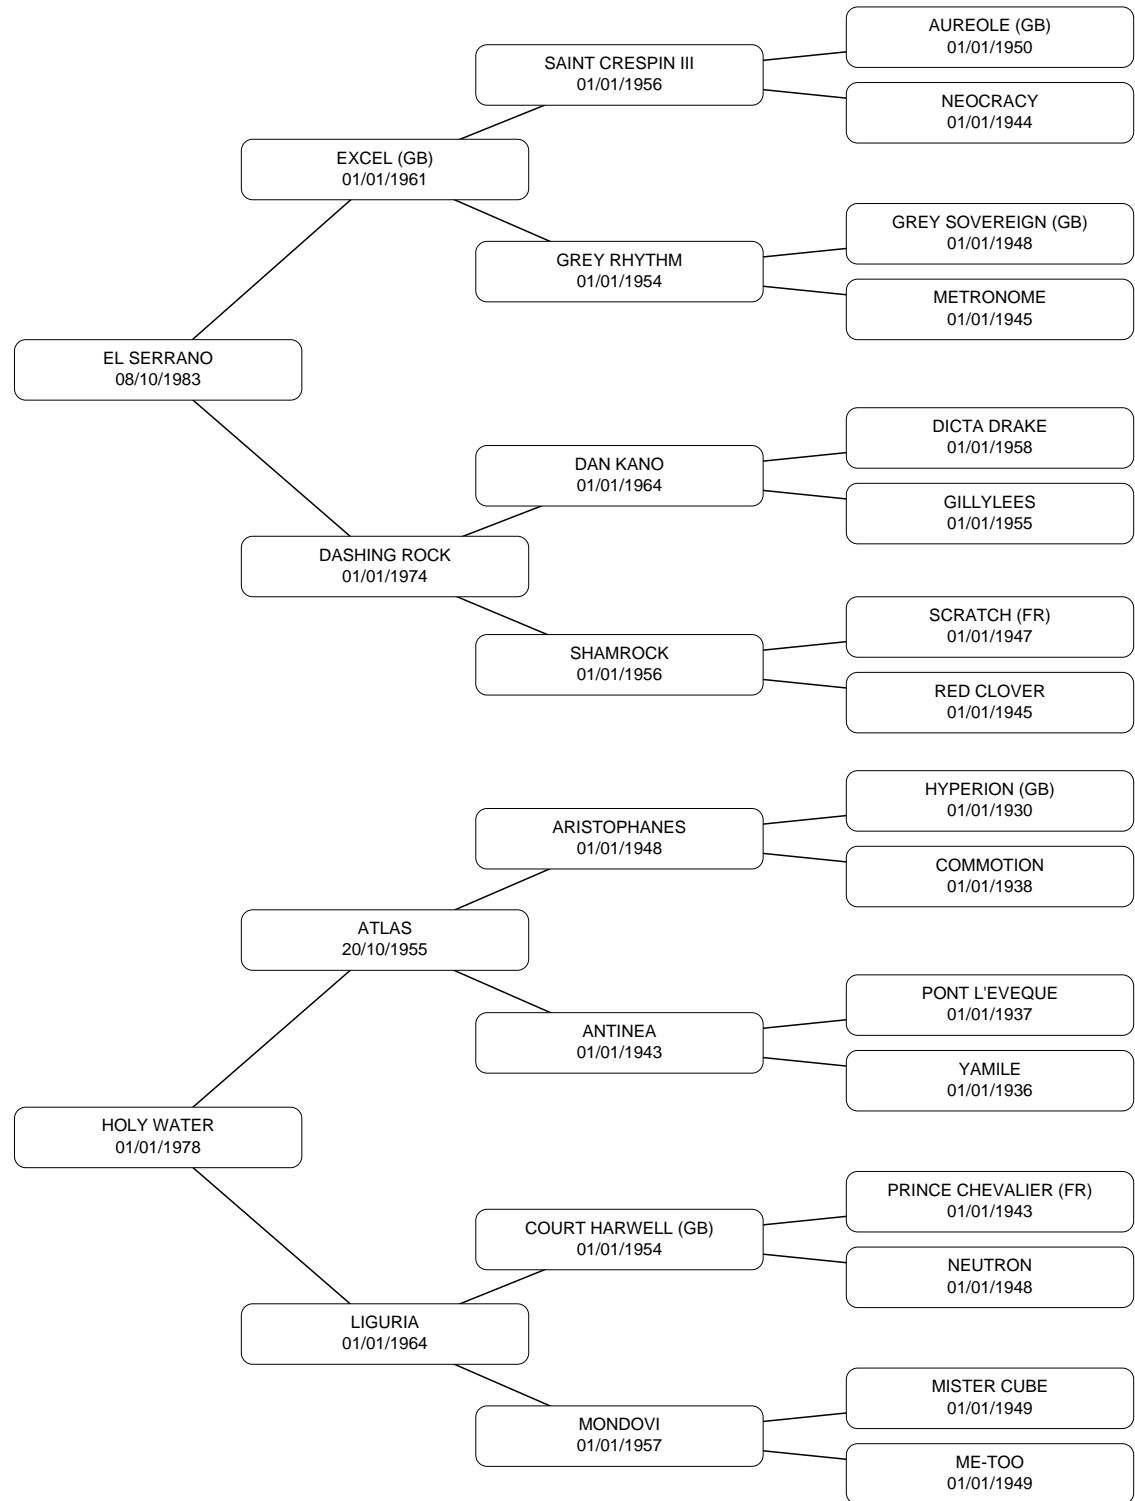 AUREOLE (GB)
01/01/1950
SAINT CRESPIN III
01/01/1956
NEOCRACY
01/01/1944
EXCEL (GB)
01/01/1961
GREY SOVEREIGN (GB)
01/01/1948
GREY RHYTHM
01/01/1954
METRONOME
01/01/1945
EL SERRANO
08/10/1983
DICTA DRAKE
01/01/1958
DAN KANO
01/01/1964
GILLYLEES
01/01/1955
DASHING ROCK
01/01/1974
SCRATCH (FR)
01/01/1947
SHAMROCK
01/01/1956
RED CLOVER
01/01/1945
HYPERION (GB)
01/01/1930
ARISTOPHANES
01/01/1948
COMMOTION
01/01/1938
ATLAS
20/10/1955
PONT L'EVEQUE
01/01/1937
ANTINEA
01/01/1943
YAMILE
01/01/1936
HOLY WATER
01/01/1978
PRINCE CHEVALIER (FR)
01/01/1943
COURT HARWELL (GB)
01/01/1954
NEUTRON
01/01/1948
LIGURIA
01/01/1964
MISTER CUBE
01/01/1949
MONDOVI
01/01/1957
ME-TOO
01/01/1949